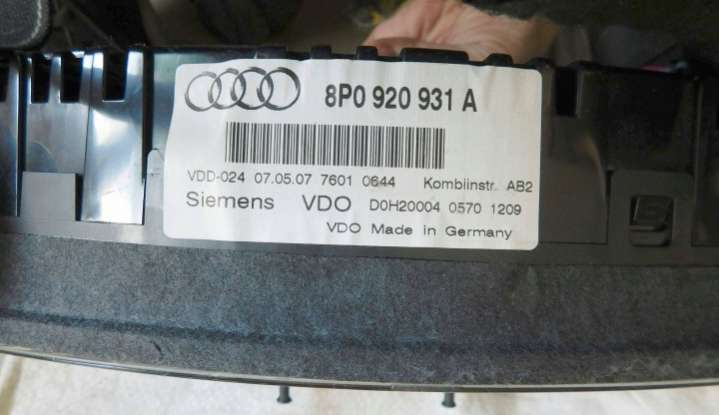 8P0 920 931 A
VDD-024 07.05.07 7601 0644 Kombiinstr. AB2
Siemens VDO D0H20004 0570 1209
VDO Made in Germany